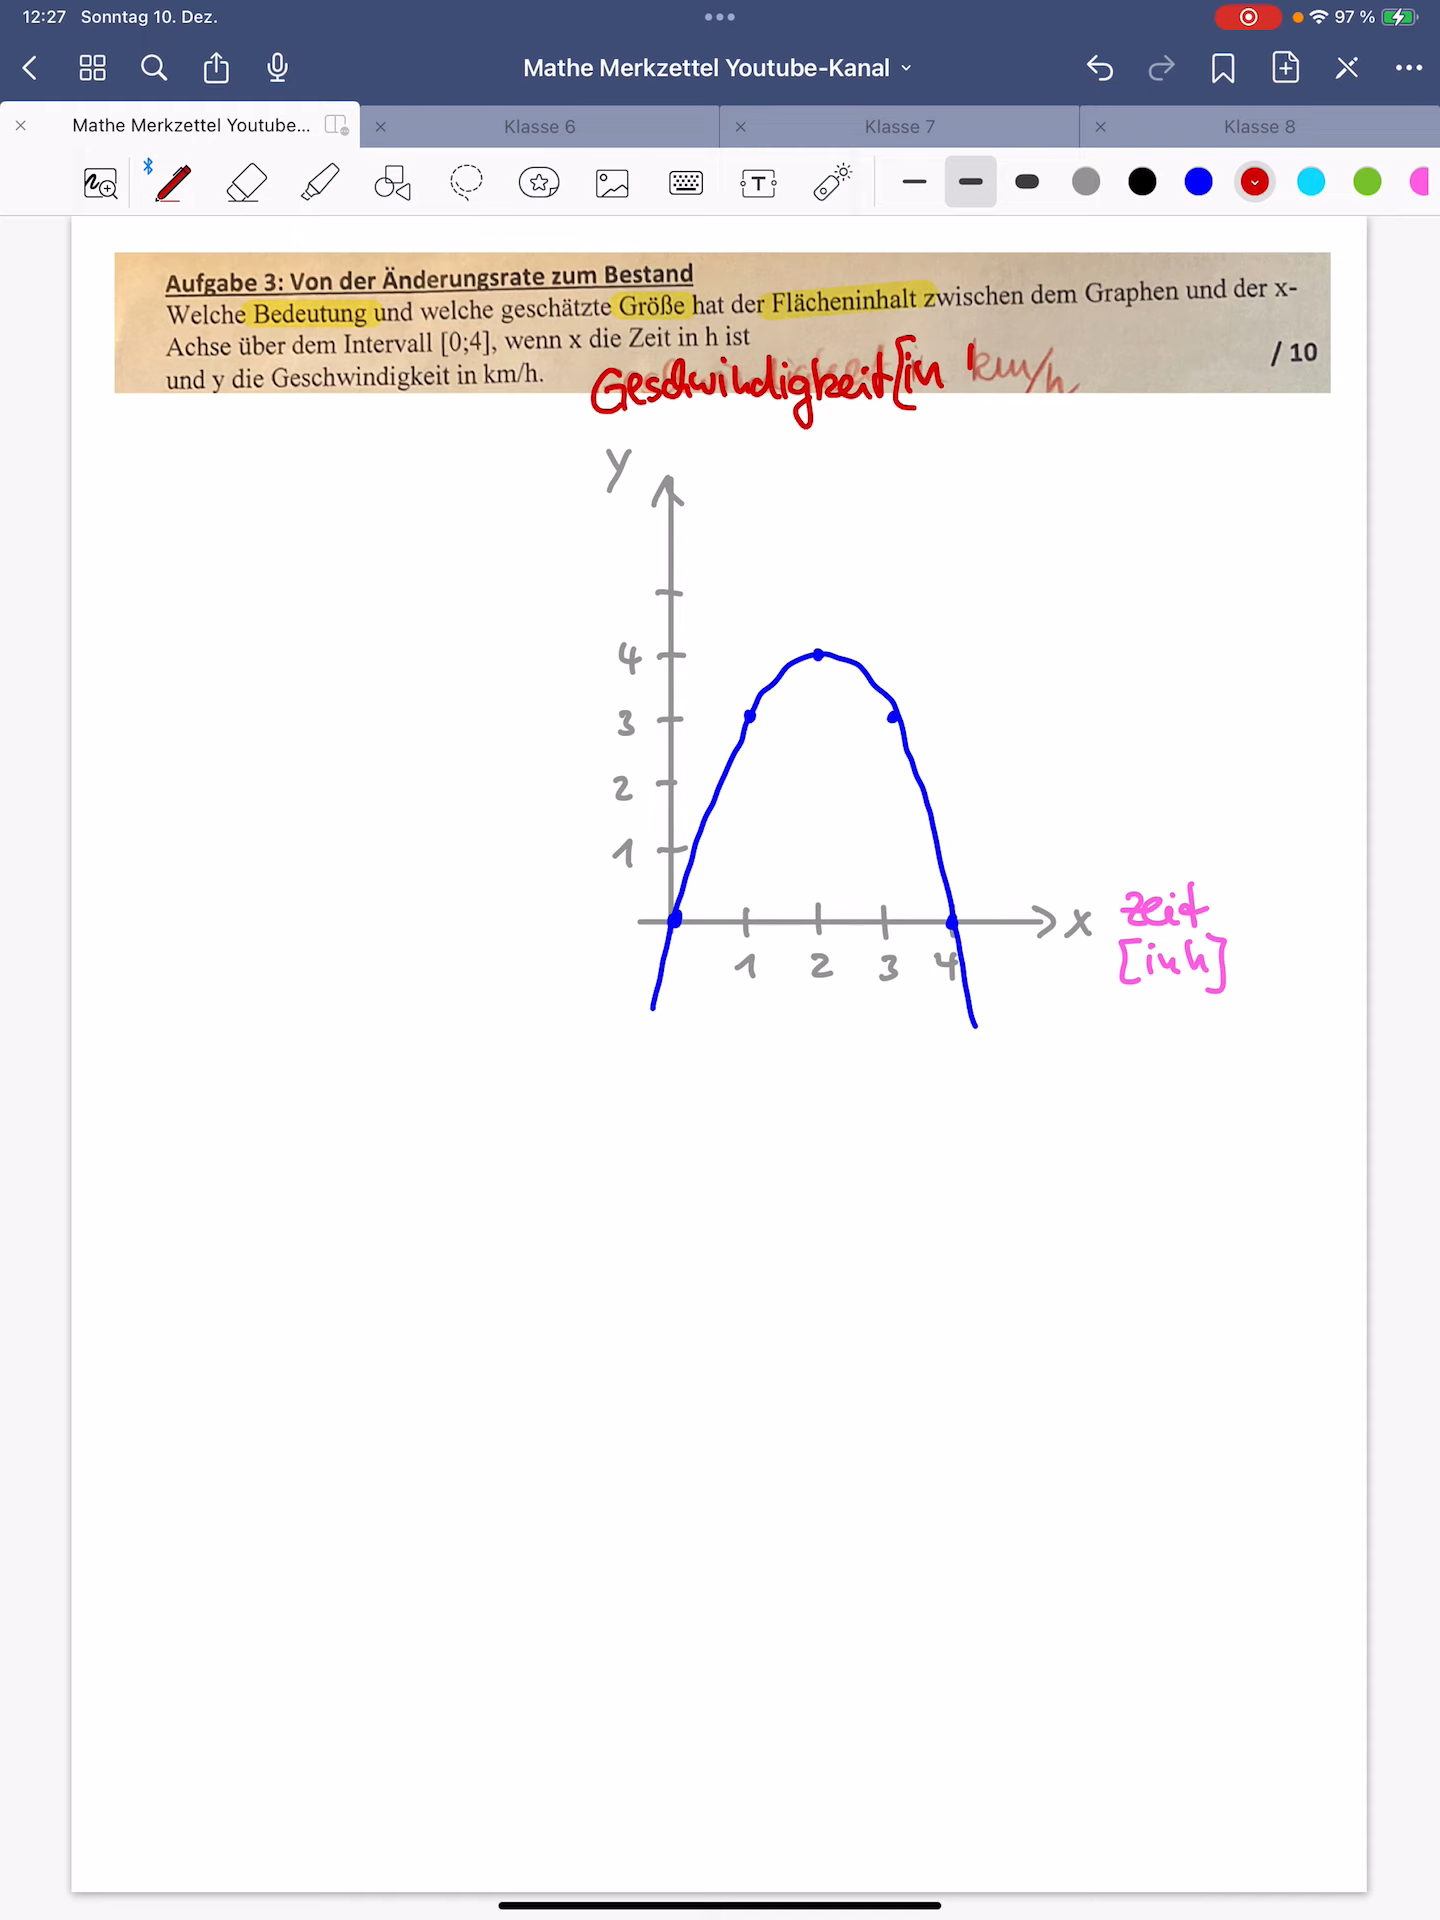 12:27 Sonntag 10. Dez. 97 %
Mathe Merkzettel Youtube-Kanal
Mathe Merkzettel Youtube... Klasse 6 Klasse 7 Klasse 8
T
Aufgabe 3: Von der Änderungsrate zum Bestand
Welche Bedeutung und welche geschätzte Größe hat der Flächeninhalt zwischen dem Graphen und der x-
Achse über dem Intervall [0;4], wenn x die Zeit in h ist
und y die Geschwindigkeit in km/h.
/ 10
Geschwindigkeit [in km/h
y
4
3
2
1
x
1 2 3 4
Zeit
[in h]